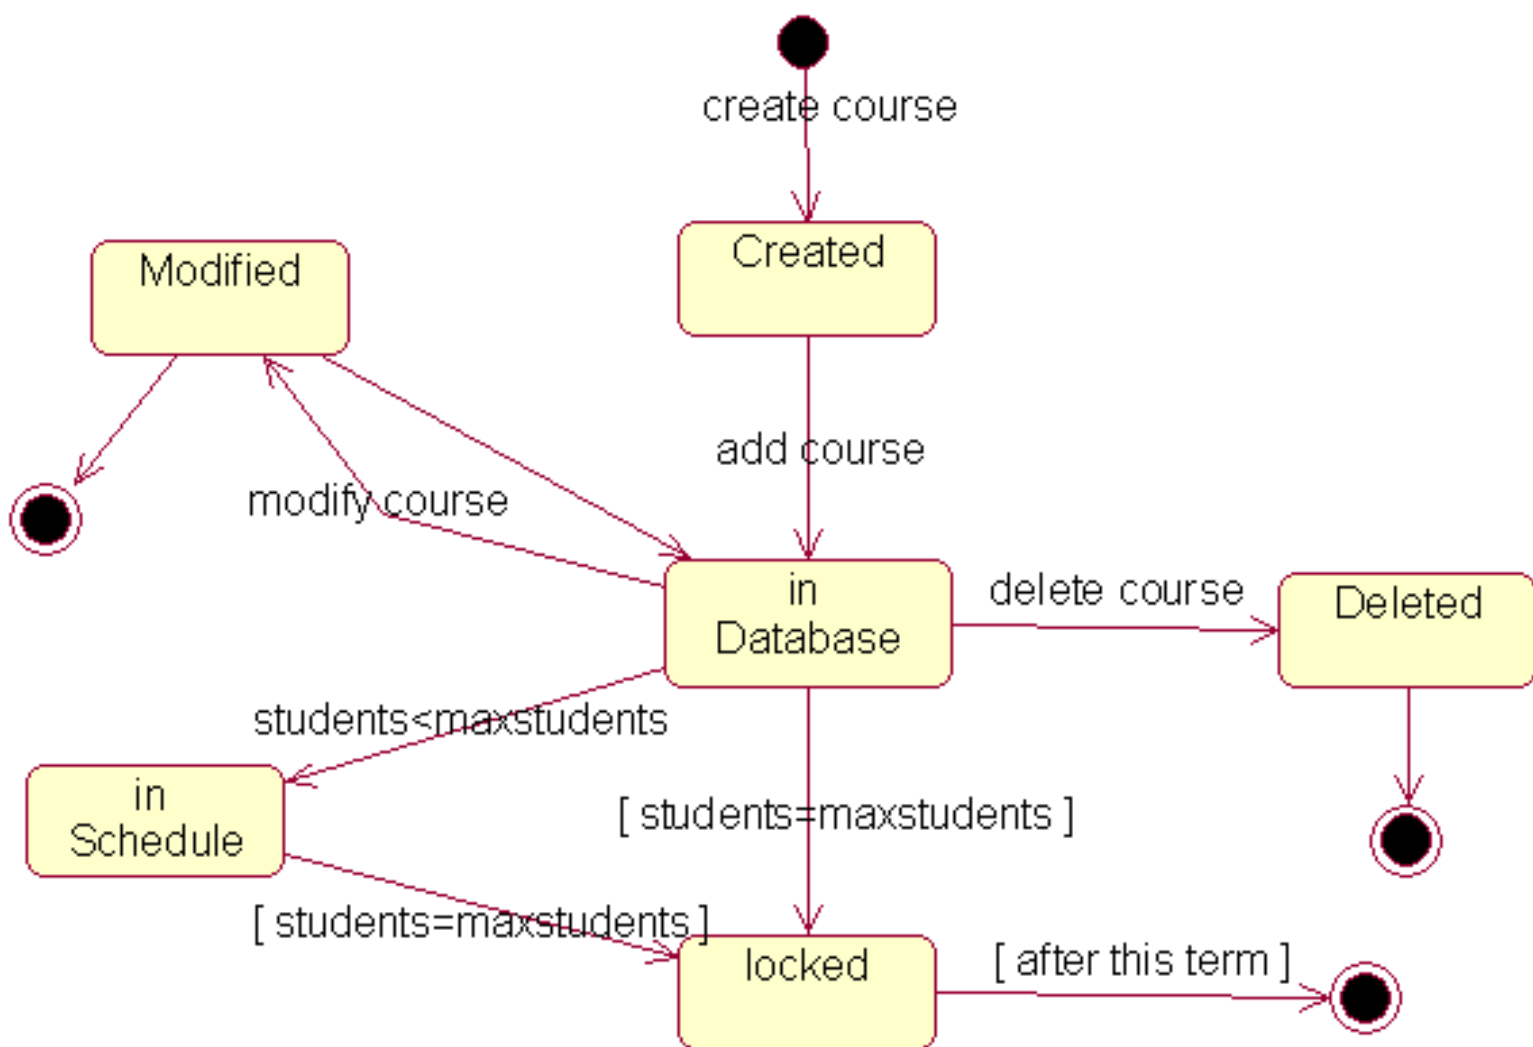 create course
Created
Modified
add course
modify course
in
Database
delete course
Deleted
students<maxstudents
in
Schedule
[ students=maxstudents ]
[ students=maxstudents ]
locked
[ after this term ]